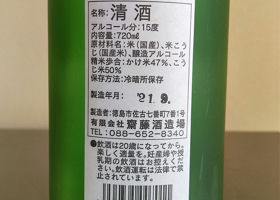 名称:清酒
アルコール分:15度
内容量:720ml
原材料名:米(国産)、米こう
じ(国産米)、醸造アルコール
精米歩合:かけ米47%、こう
じ米50%
保存方法:冷暗所保存
製造年月: '21.9.
製造者:徳島市佐古七番町7番1号
有限会社 齋藤酒造場
TEL:088-652-8340
●飲酒は20歳になってから。
楽しく適量を。妊産婦や授
乳期の飲酒はお控えくだ
さい。飲酒運転は法律で禁
止されています。